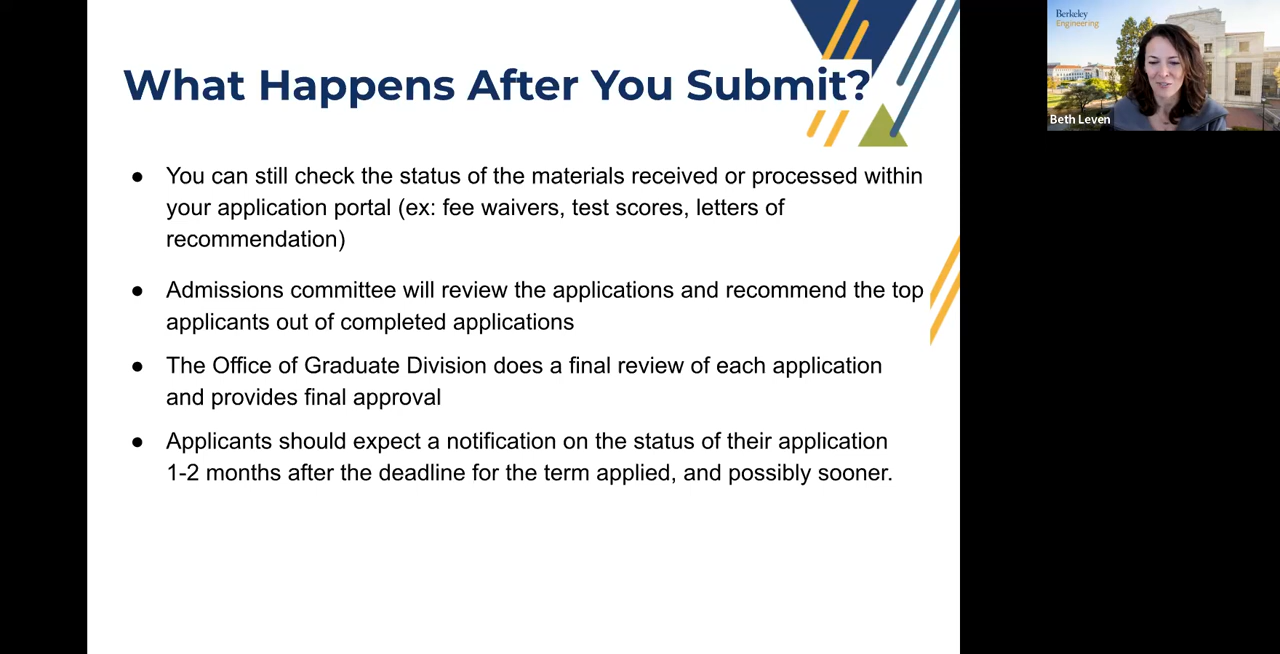 What Happens After You Submit?
● You can still check the status of the materials received or processed within
your application portal (ex: fee waivers, test scores, letters of
recommendation)
● Admissions committee will review the applications and recommend the top
applicants out of completed applications
● The Office of Graduate Division does a final review of each application
and provides final approval
● Applicants should expect a notification on the status of their application
1-2 months after the deadline for the term applied, and possibly sooner.
Berkeley
Engineering
Beth Leven